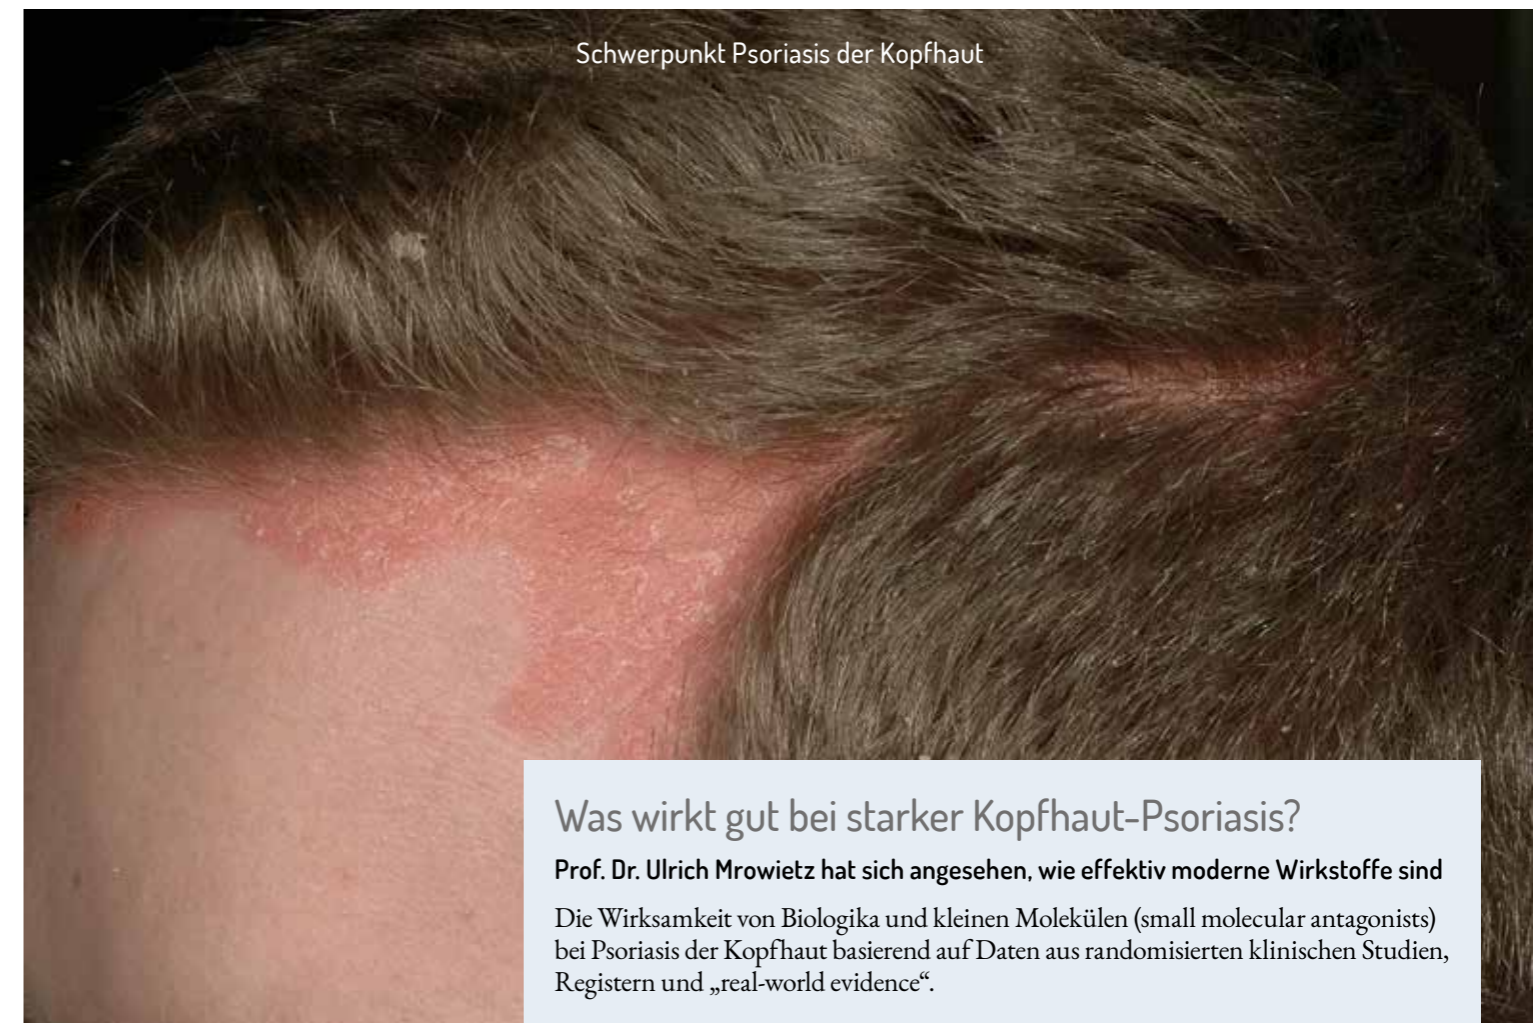 Schwerpunkt Psoriasis der Kopfhaut
Was wirkt gut bei starker Kopfhaut-Psoriasis?
Prof. Dr. Ulrich Mrowietz hat sich angesehen, wie effektiv moderne Wirkstoffe sind
Die Wirksamkeit von Biologika und kleinen Molekülen (small molecular antagonists)
bei Psoriasis der Kopfhaut basierend auf Daten aus randomisierten klinischen Studien,
Registern und „real-world evidence“.